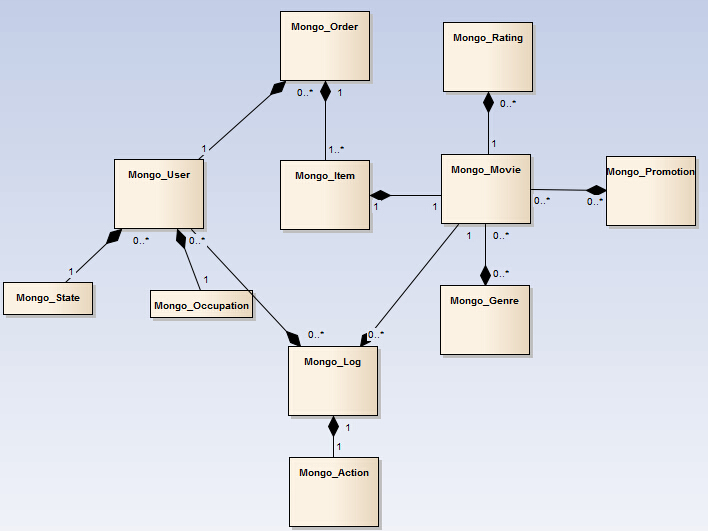 Mongo_Order
Mongo_Rating
0..*
1
0..*
1
1..*
1
Mongo_User
Mongo_Item
Mongo_Movie
Mongo_Promotion
1
1
0..*
0..*
0..*
0..*
1
0..*
1
1
0..*
Mongo_State
Mongo_Occupation
Mongo_Genre
0..*
0..*
Mongo_Log
1
1
Mongo_Action